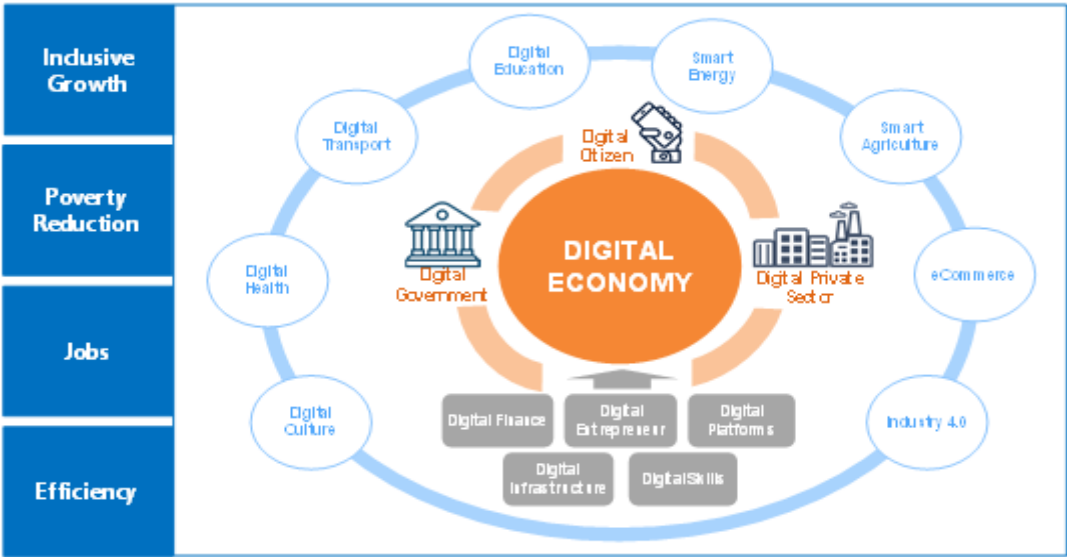 Inclusive
Growth
Poverty
Reduction
Jobs
Efficiency
Digital
Education
Smart
Energy
Digital
Transport
Smart
Agriculture
Digital
Health
eCommerce
Digital
Culture
Industry 4.0
Digital
Citizen
Digital
Government
Digital Private
Sector
DIGITAL
ECONOMY
Digital Finance
Digital
Entrepreneur
Digital
Platforms
Digital
Infrastructure
Digital Skills